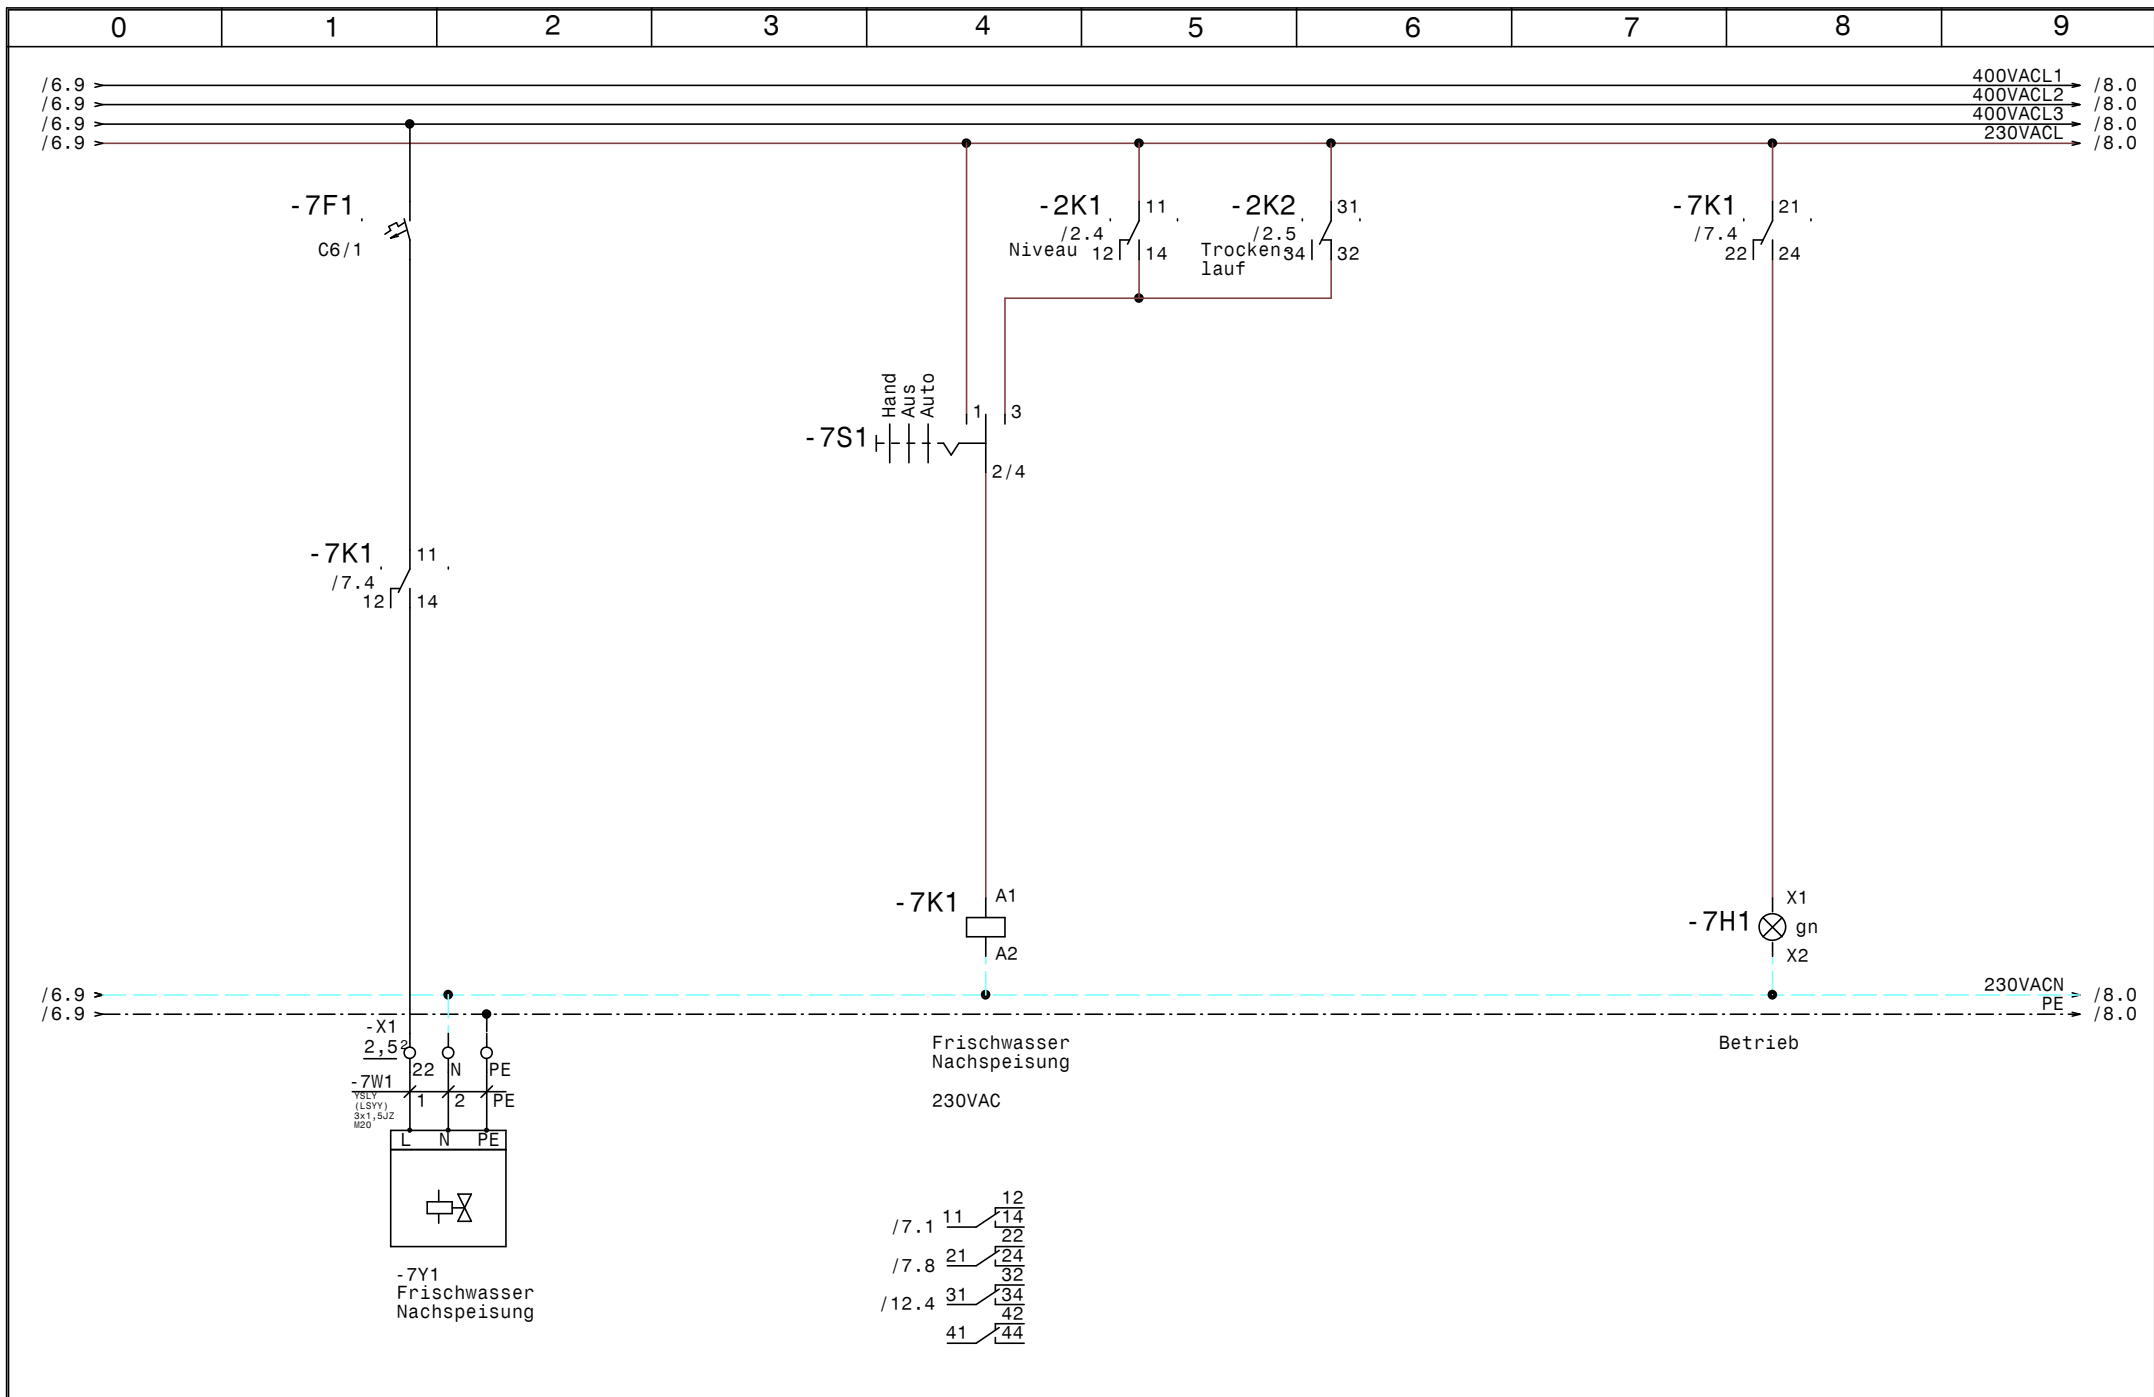 0 1 2 3 4 5 6 7 8 9
/6.9 400VACL1 /8.0
/6.9 400VACL2 /8.0
/6.9 400VACL3 /8.0
/6.9 230VACL /8.0
-7F1
C6/1
-2K1 11
/2.4
Niveau 12 14
-2K2 31
/2.5
Trocken- 34 32
lauf
-7K1 21
/7.4
22 24
Hand
Aus
Auto
-7S1
1 3
2/4
-7K1 11
/7.4
12 14
-7K1 A1
A2
-7H1 X1
gn
X2
/6.9 230VACN /8.0
/6.9 PE /8.0
-X1
2,5²
22 N PE
-7W1
YSLY
(LSYY)
3x1,5JZ
M20
1 2 PE
L N PE
-7Y1
Frischwasser
Nachspeisung
Frischwasser
Nachspeisung
230VAC
Betrieb
12
/7.1 11 14
22
/7.8 21 24
32
/12.4 31 34
42
41 44